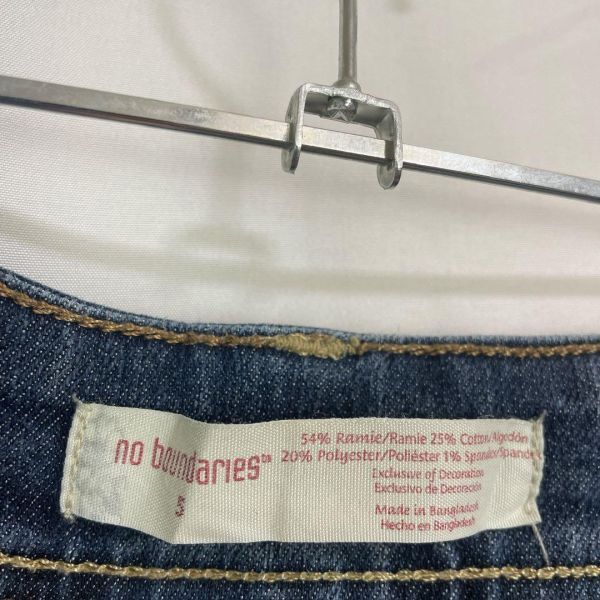 no boundaries™
5
54% Ramie/Ramie 25% Cotton/Algodón
20% Polyester/Poliéster 1% Spandex/Spandex
Exclusive of Decoration
Exclusivo de Decoración
Made in Bangladesh
Hecho en Bangladesh